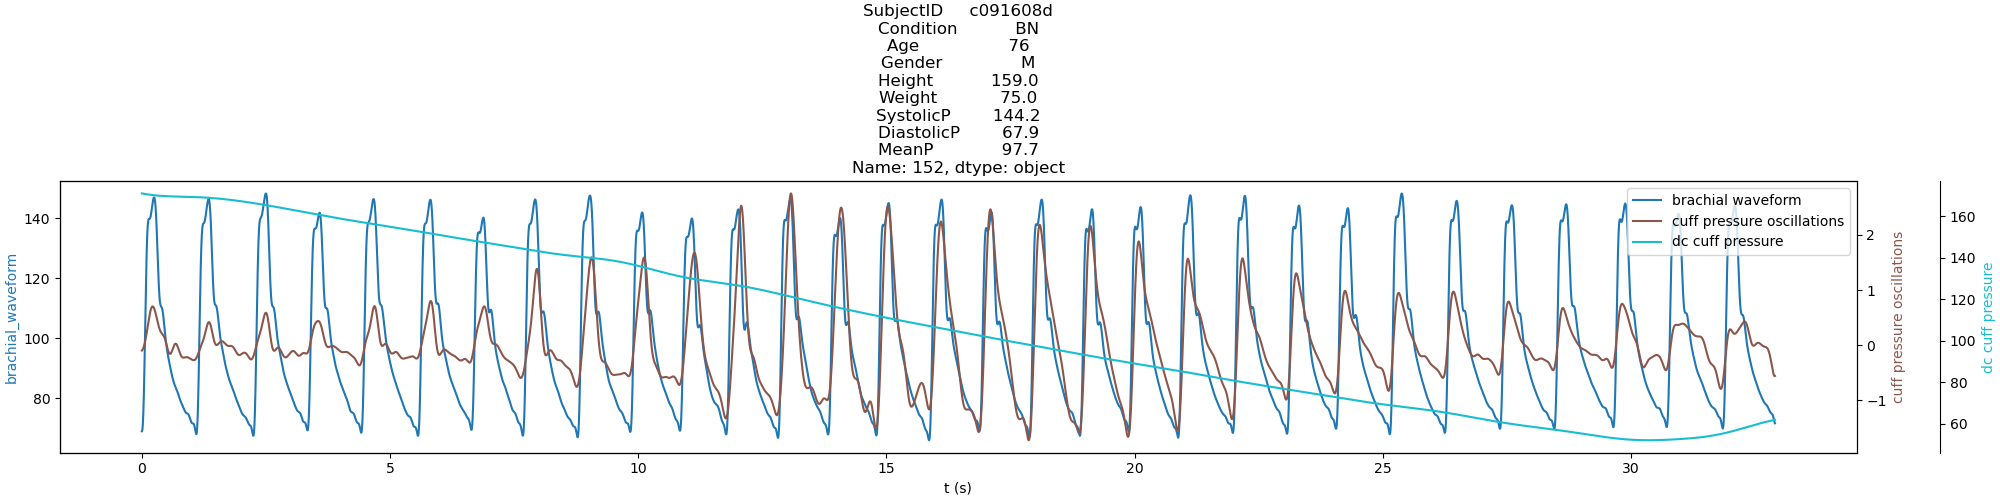 SubjectID c091608d
Condition BN
Age 76
Gender M
Height 159.0
Weight 75.0
SystolicP 144.2
DiastolicP 67.9
MeanP 97.7
Name: 152, dtype: object
brachial_waveform
140
120
100
80
brachial waveform
cuff pressure oscillations
dc cuff pressure
2
1
0
−1
cuff pressure oscillations
160
140
120
100
80
60
dc cuff pressure
0 5 10 15 20 25 30
t (s)